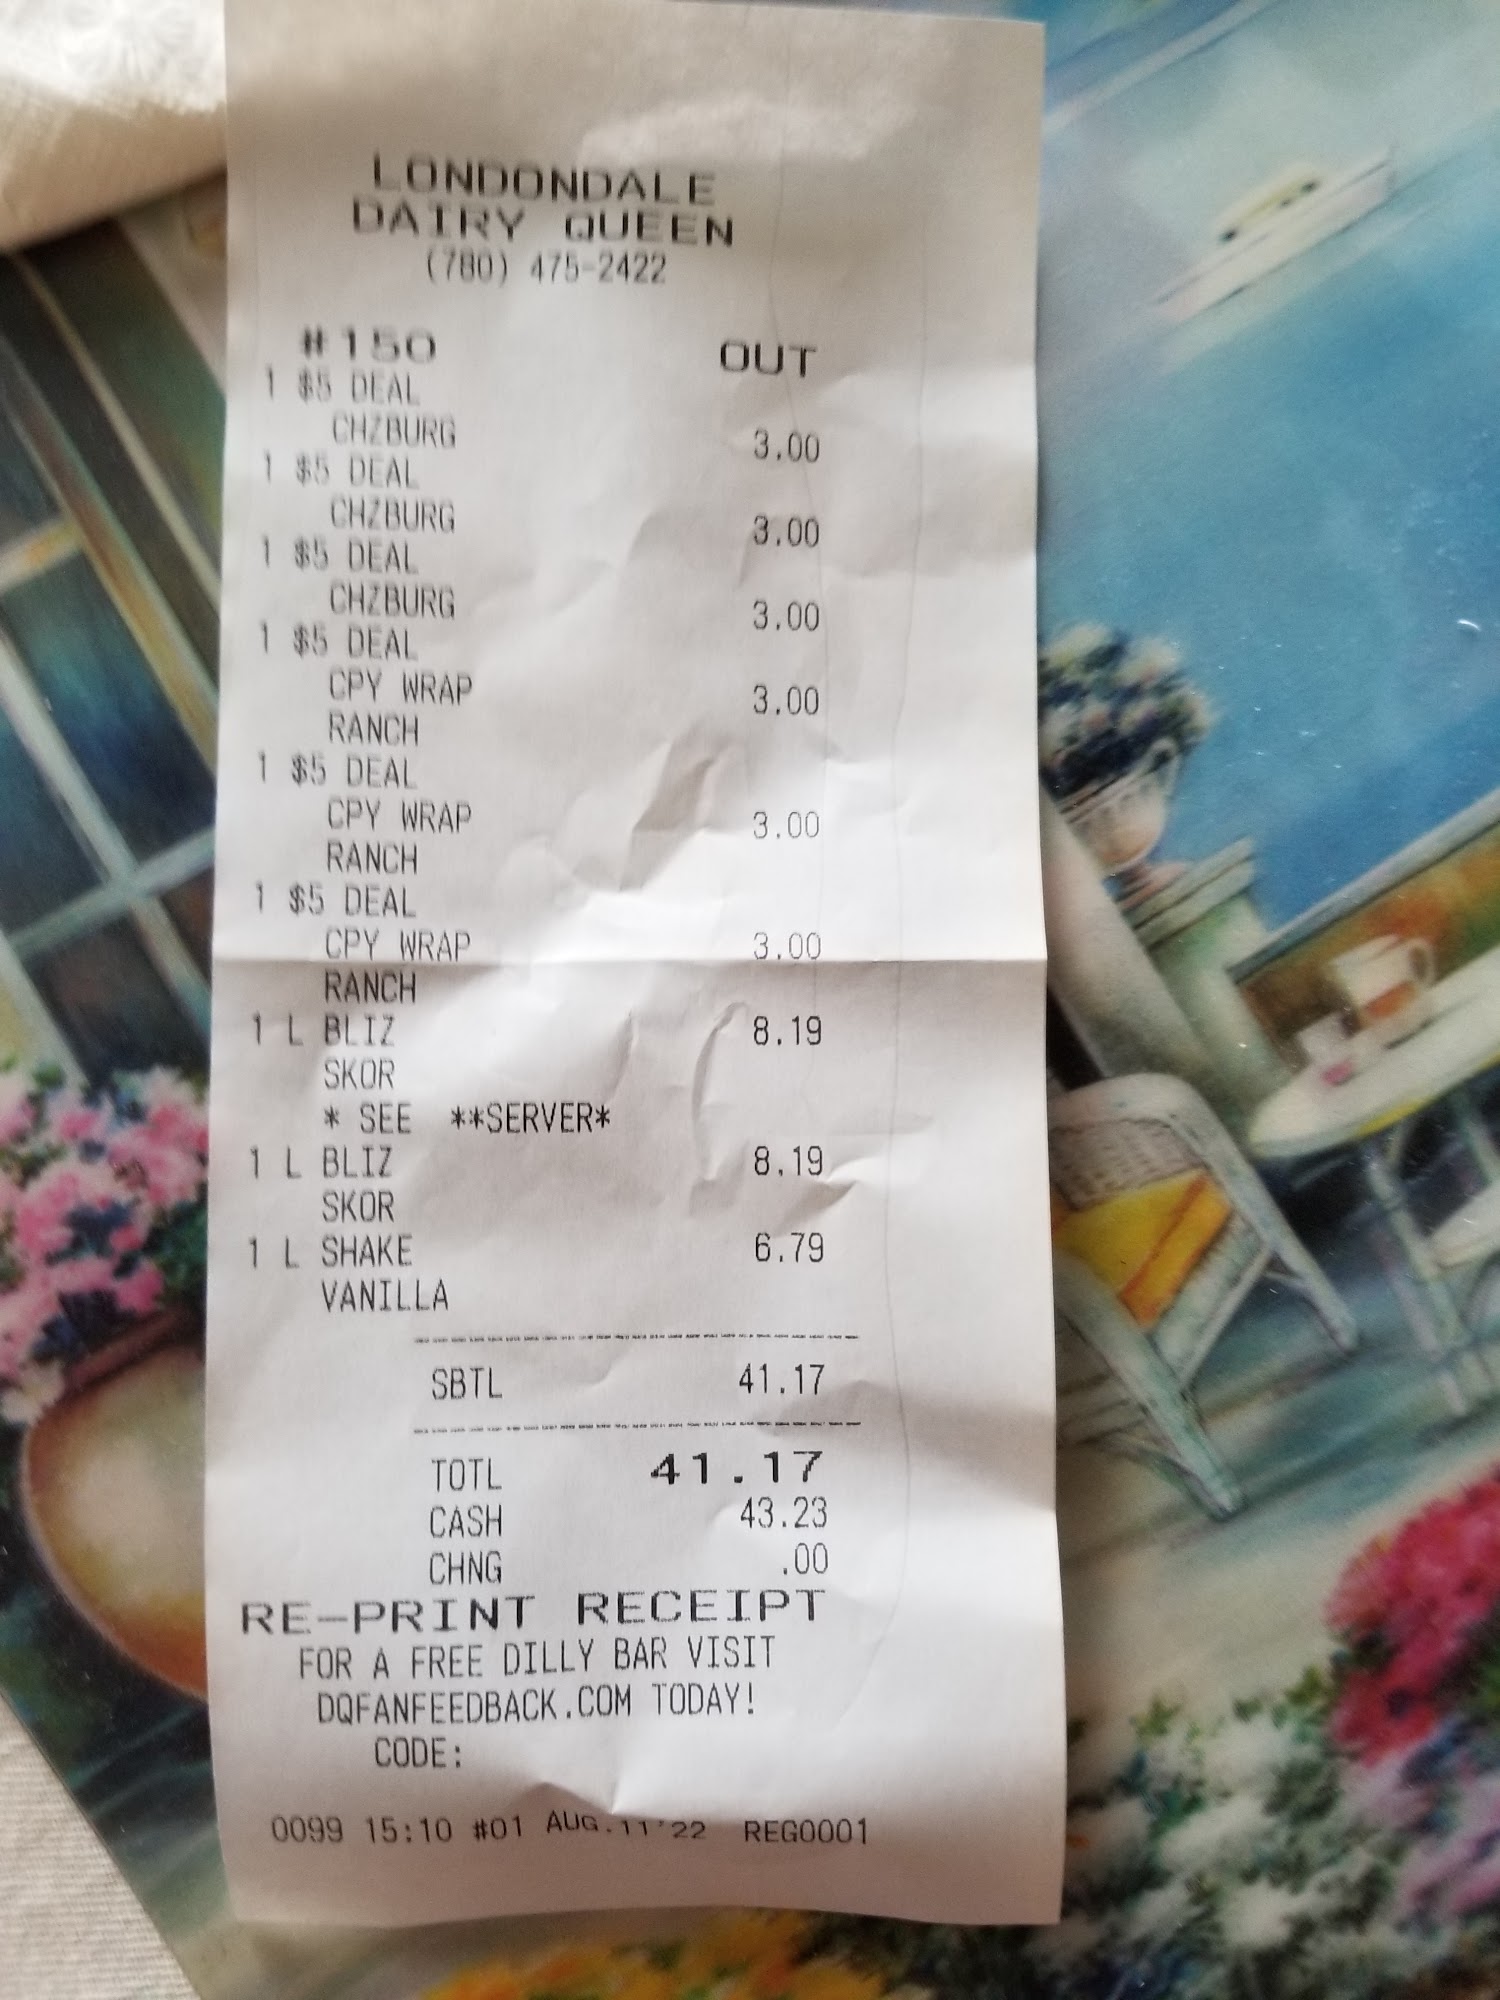 LONDONDALE
DAIRY QUEEN
(780) 475-2422
#150 OUT
1 $5 DEAL
CHZBURG 3.00
1 $5 DEAL
CHZBURG 3.00
1 $5 DEAL
CHZBURG 3.00
1 $5 DEAL
CPY WRAP 3.00
RANCH
1 $5 DEAL
CPY WRAP 3.00
RANCH
1 $5 DEAL
CPY WRAP 3.00
RANCH
1 L BLIZ 8.19
SKOR
* SEE **SERVER*
1 L BLIZ 8.19
SKOR
1 L SHAKE 6.79
VANILLA
SBTL 41.17
TOTL 41.17
CASH 43.23
CHNG .00
RE-PRINT RECEIPT
FOR A FREE DILLY BAR VISIT
DQFANFEEDBACK.COM TODAY!
CODE:
0099 15:10 #01 AUG.11'22 REG0001